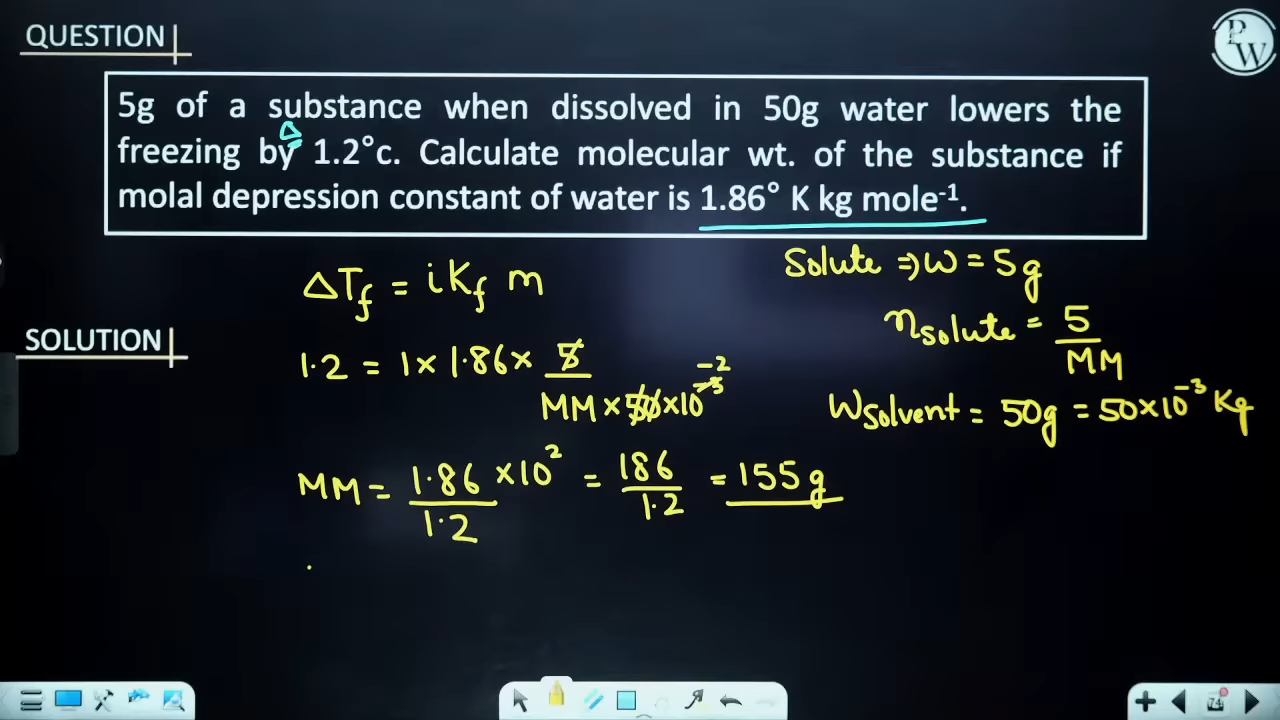 QUESTION
PW
5g of a substance when dissolved in 50g water lowers the
freezing by 1.2°c. Calculate molecular wt. of the substance if
molal depression constant of water is 1.86° K kg mole⁻¹.
ΔTf = i Kf m
Solute ⇒ W = 5g
nsolute = 5/MM
SOLUTION
1.2 = 1 × 1.86 × 5/MM × 50 × 10⁻³ ⁻²
Wsolvent = 50g = 50×10⁻³ Kg
MM = 1.86/1.2 × 10² = 186/1.2 = 155g
74